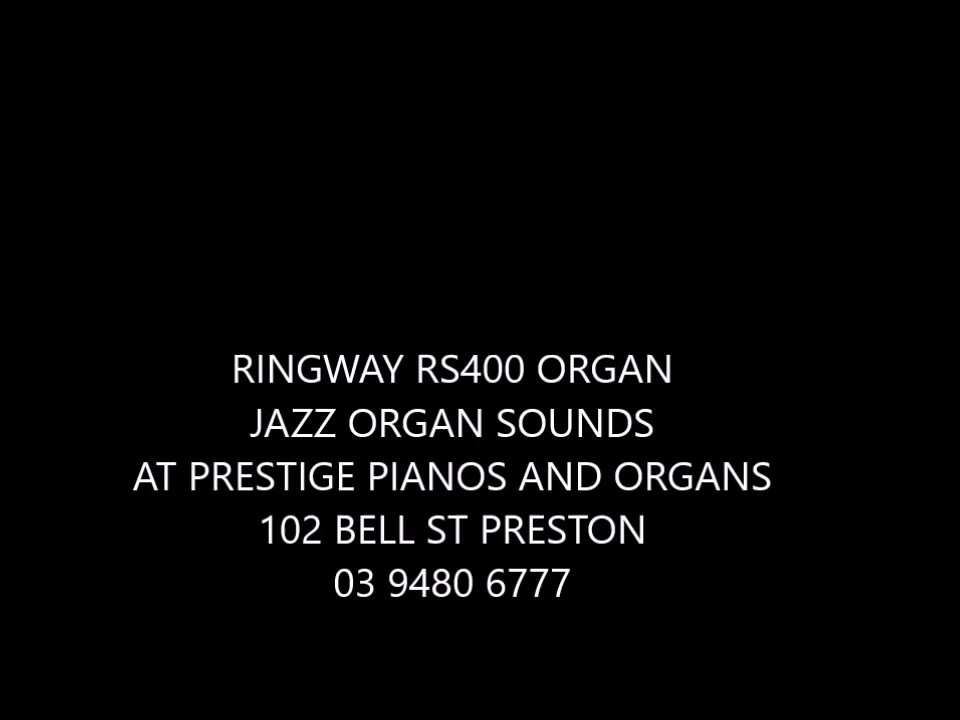 RINGWAY RS400 ORGAN
JAZZ ORGAN SOUNDS
AT PRESTIGE PIANOS AND ORGANS
102 BELL ST PRESTON
03 9480 6777